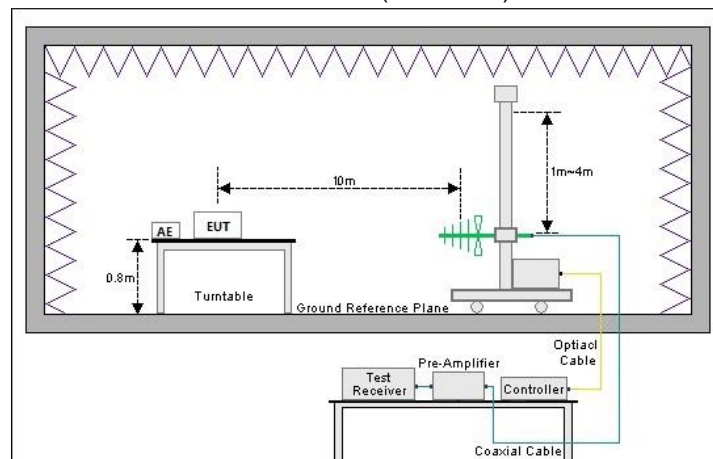 10m
1m~4m
AE
EUT
0.8m
Turntable
Ground Reference Plane
Optiacl
Cable
Pre-Amplifier
Test
Receiver
Controller
Coaxial Cable